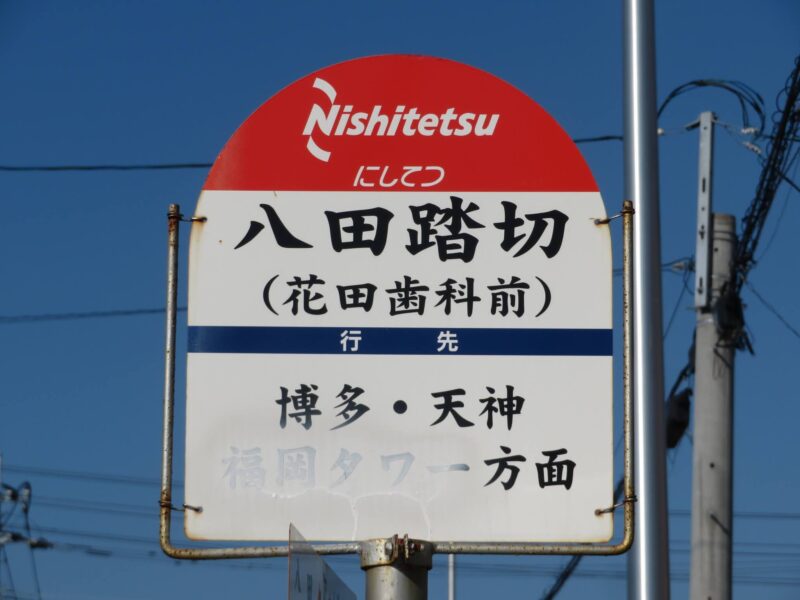 Nishitetsu
にしてつ
八田踏切
(花田歯科前)
行先
博多・天神
福岡タワー方面